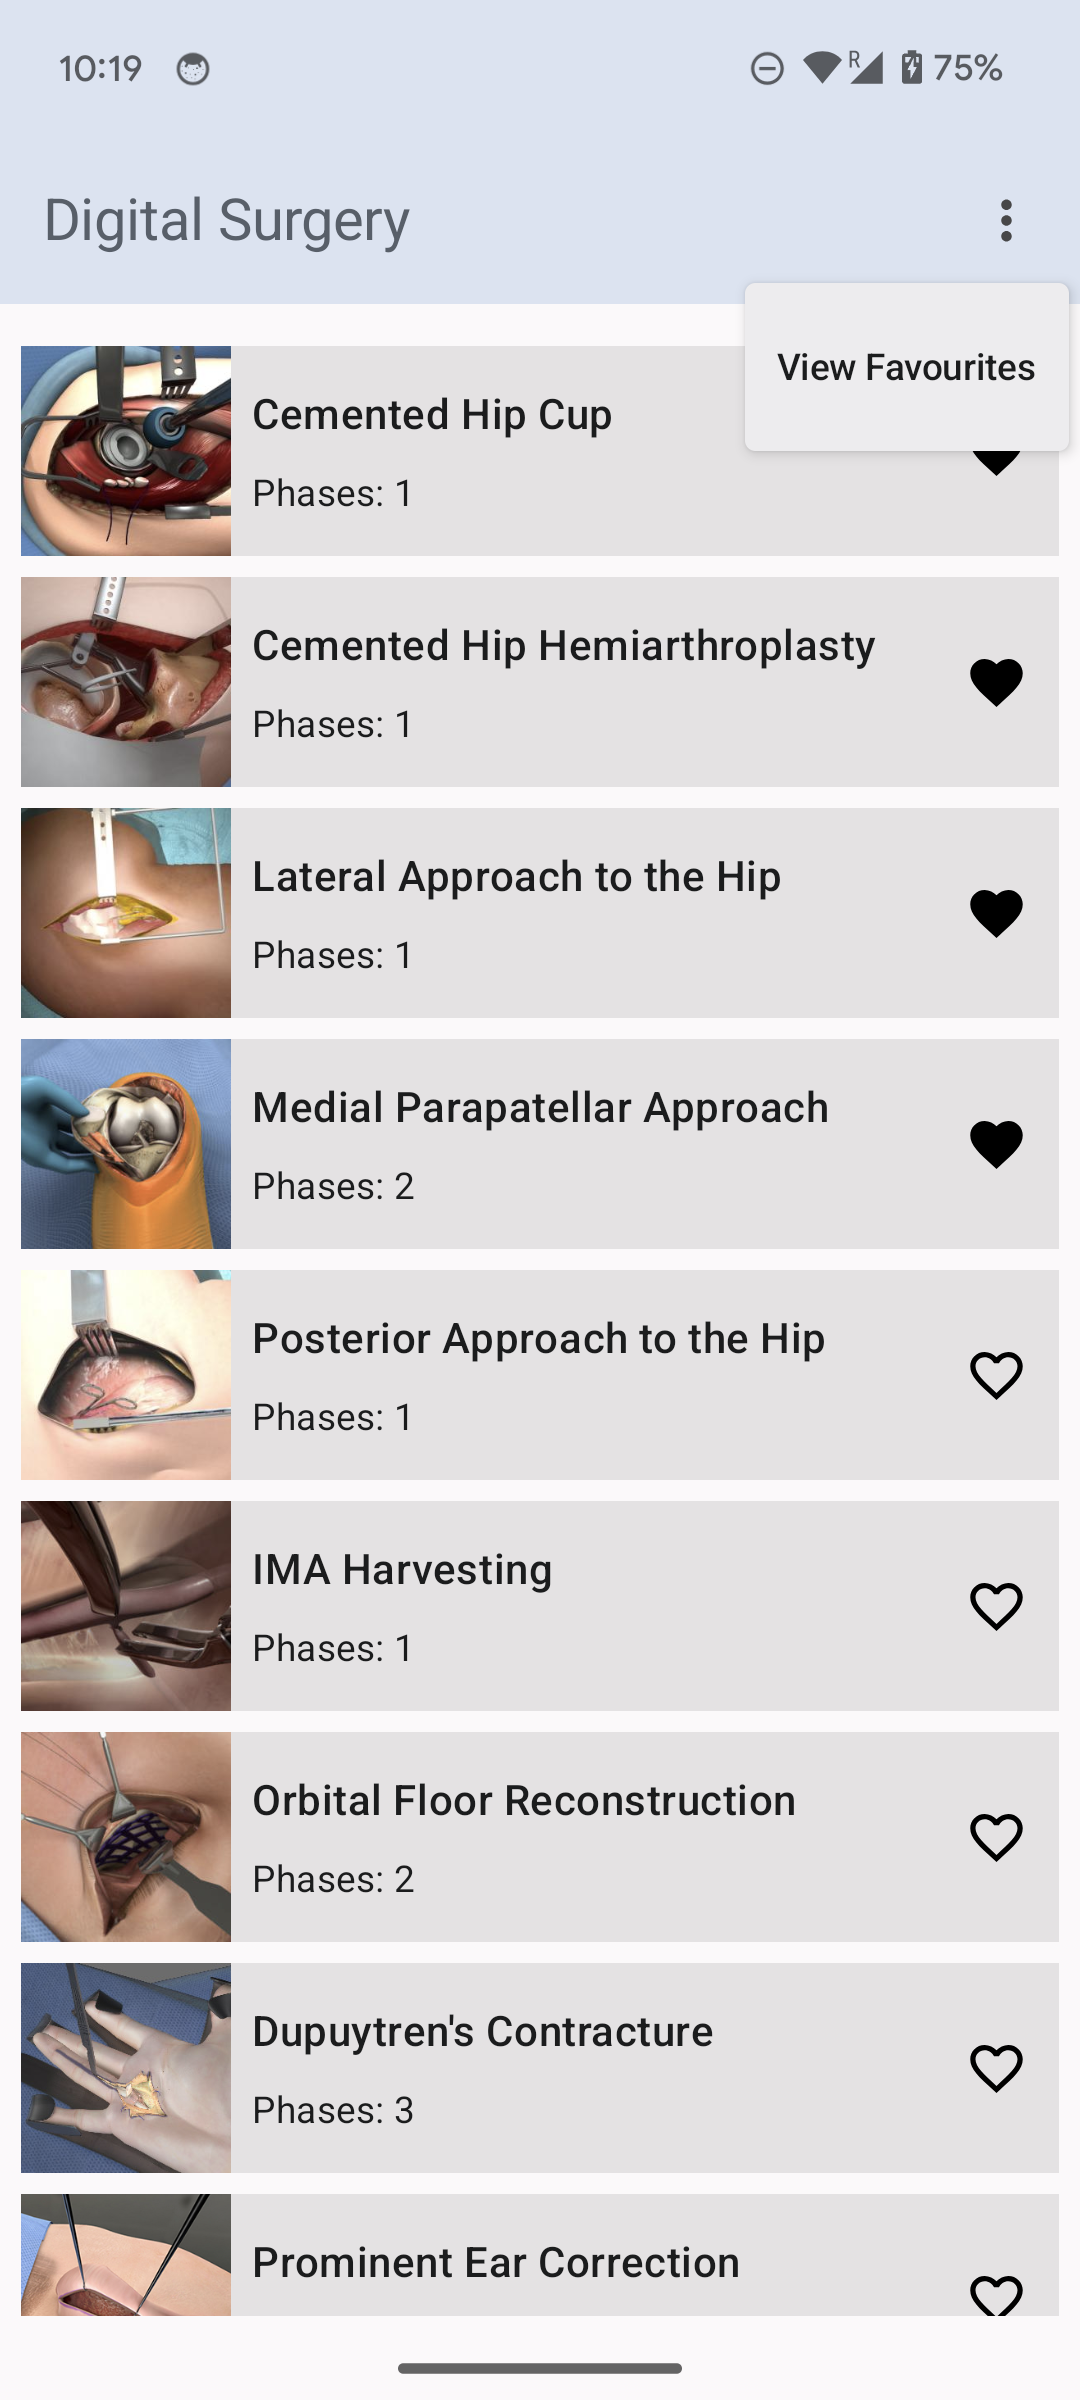 10:19
R
75%
Digital Surgery
View Favourites
Cemented Hip Cup
Phases: 1
Cemented Hip Hemiarthroplasty
Phases: 1
Lateral Approach to the Hip
Phases: 1
Medial Parapatellar Approach
Phases: 2
Posterior Approach to the Hip
Phases: 1
IMA Harvesting
Phases: 1
Orbital Floor Reconstruction
Phases: 2
Dupuytren's Contracture
Phases: 3
Prominent Ear Correction